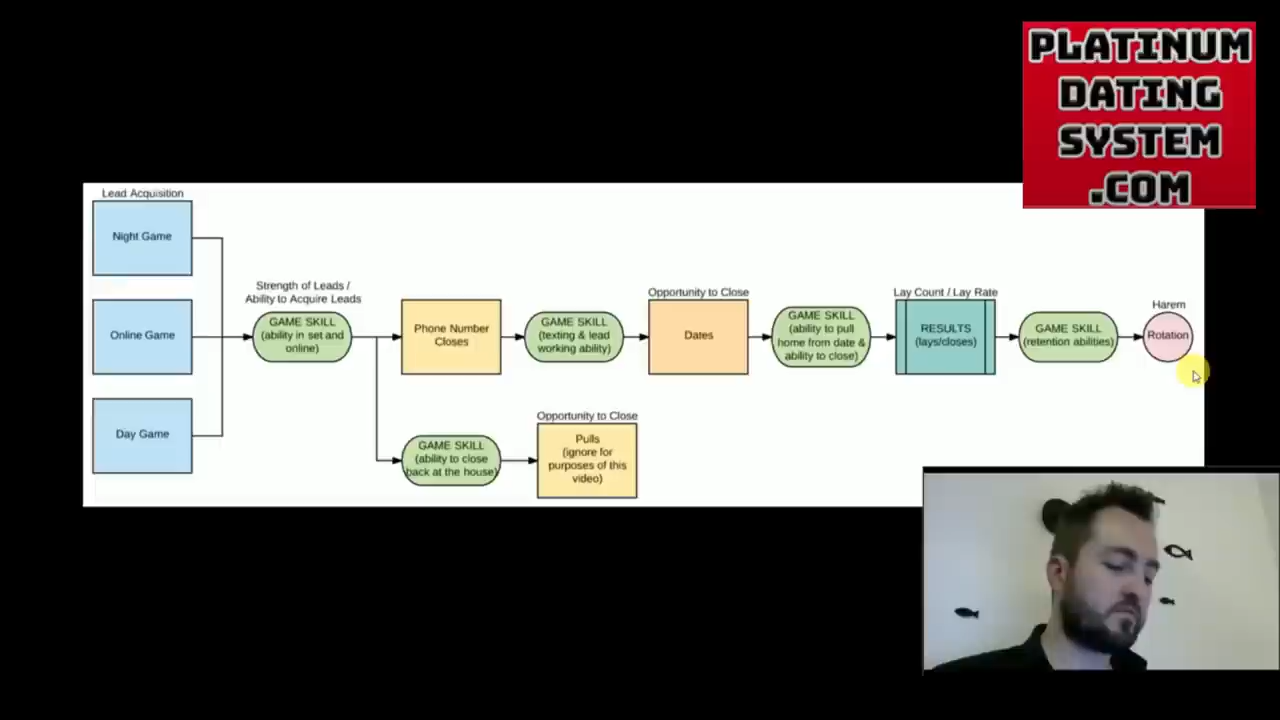 PLATINUM
DATING
SYSTEM
.COM
Lead Acquisition
Night Game
Online Game
Day Game
Strength of Leads /
Ability to Acquire Leads
GAME SKILL
(ability in set and
online)
Phone Number
Closes
GAME SKILL
(texting & lead
working ability)
Opportunity to Close
Dates
GAME SKILL
(ability to pull
home from date &
ability to close)
Lay Count / Lay Rate
RESULTS
(lays/closes)
GAME SKILL
(retention abilities)
Harem
Rotation
GAME SKILL
(ability to close
back at the house)
Opportunity to Close
Pulls
(ignore for
purposes of this
video)